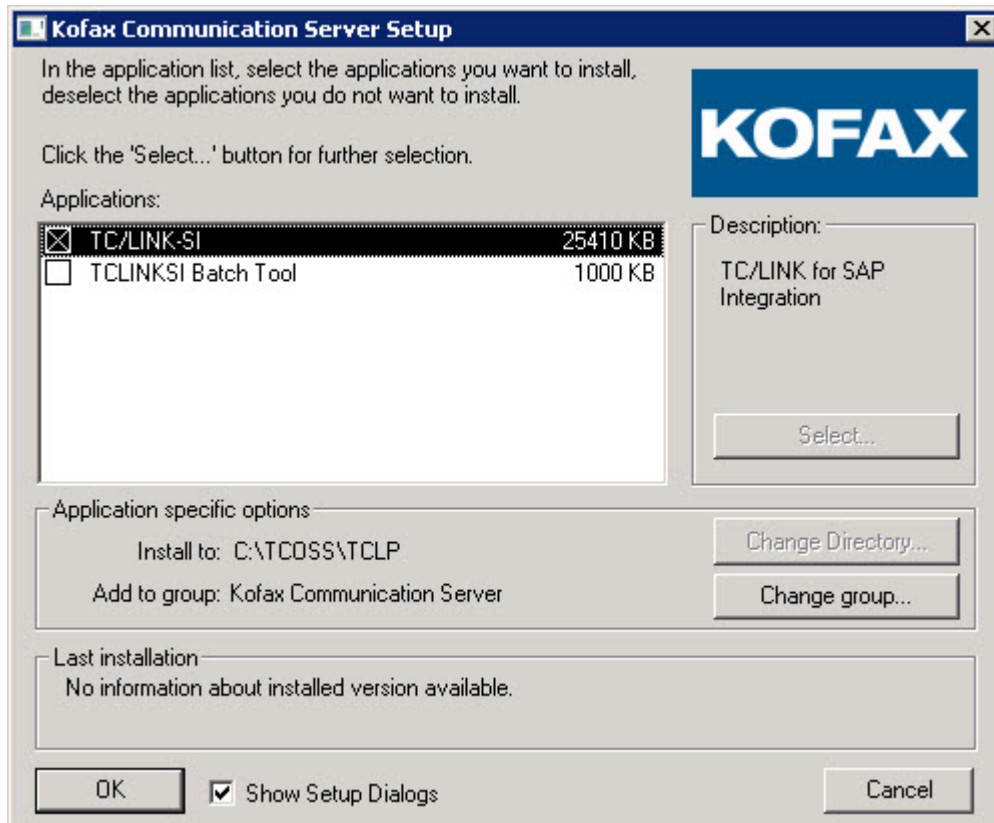 Kofax Communication Server Setup
In the application list, select the applications you want to install,
deselect the applications you do not want to install.
Click the 'Select...' button for further selection.
KOFAX
Applications:
TC/LINK-SI 25410 KB
TCLINKSI Batch Tool 1000 KB
Description:
TC/LINK for SAP
Integration
Select...
Application specific options
Install to: C:\TCOSS\TCLP
Change Directory...
Add to group: Kofax Communication Server
Change group...
Last installation
No information about installed version available.
OK
Show Setup Dialogs
Cancel